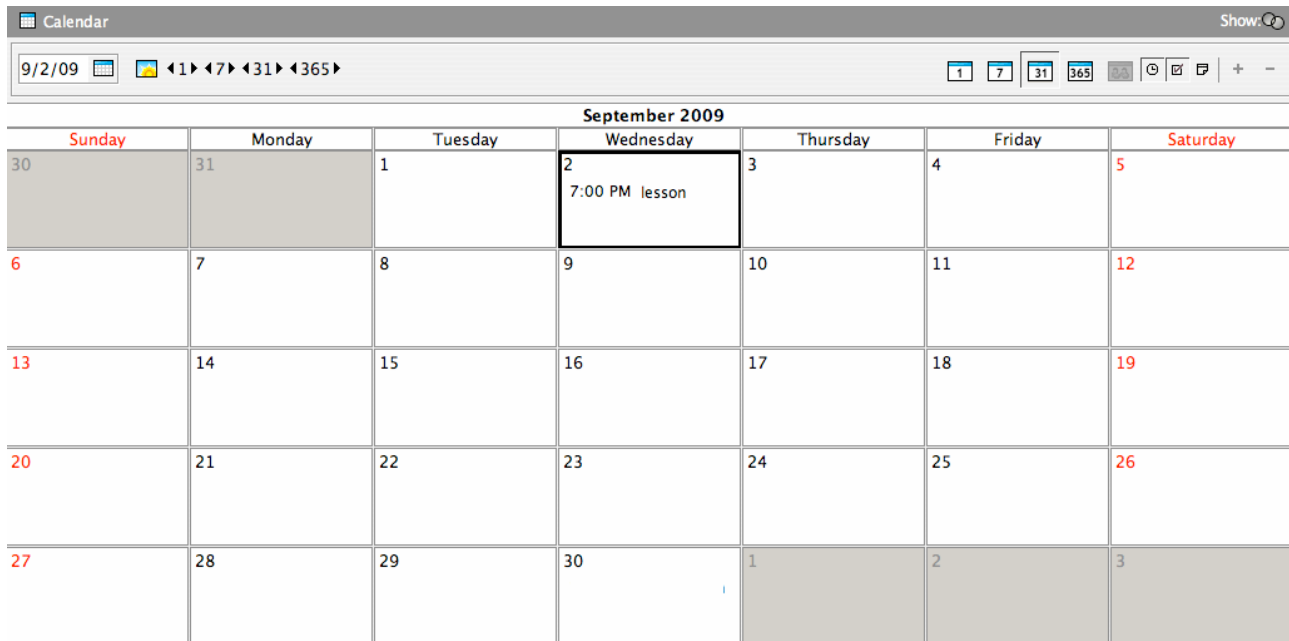 Calendar Show:
9/2/09 1 7 31 365 1 7 31 365
September 2009
Sunday Monday Tuesday Wednesday Thursday Friday Saturday
30 31 1 2 3 4 5
7:00 PM lesson
6 7 8 9 10 11 12
13 14 15 16 17 18 19
20 21 22 23 24 25 26
27 28 29 30 1 2 3